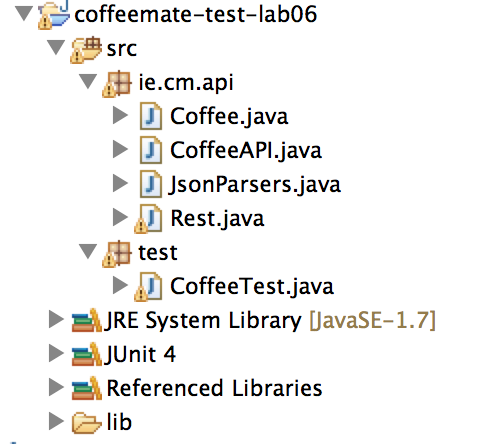 coffeemate-test-lab06
src
ie.cm.api
Coffee.java
CoffeeAPI.java
JsonParsers.java
Rest.java
test
CoffeeTest.java
JRE System Library [JavaSE-1.7]
JUnit 4
Referenced Libraries
lib